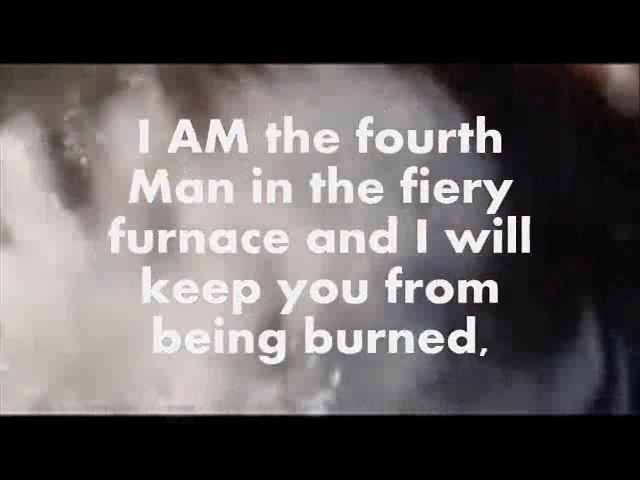 I AM the fourth
Man in the fiery
furnace and I will
keep you from
being burned,